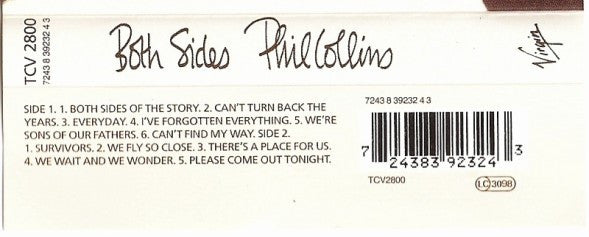 TCV 2800
7243 8 39232 4 3
Both Sides Phil Collins
Virgin
SIDE 1. 1. BOTH SIDES OF THE STORY. 2. CAN'T TURN BACK THE
YEARS. 3. EVERYDAY. 4. I'VE FORGOTTEN EVERYTHING. 5. WE'RE
SONS OF OUR FATHERS. 6. CAN'T FIND MY WAY. SIDE 2.
1. SURVIVORS. 2. WE FLY SO CLOSE. 3. THERE'S A PLACE FOR US.
4. WE WAIT AND WE WONDER. 5. PLEASE COME OUT TONIGHT.
7243 8 39232 4 3
7 24383 92324 3
TCV2800
LC 3098